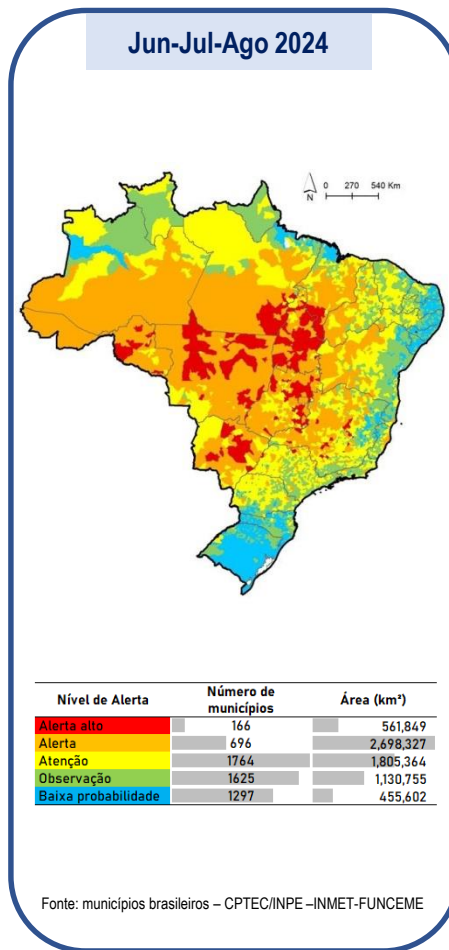 Jun-Jul-Ago 2024
N 0 270 540 Km
Nível de Alerta Número de municípios Área (km²)
Alerta alto 166 561,849
Alerta 696 2,698,327
Atenção 1764 1,805,364
Observação 1625 1,130,755
Baixa probabilidade 1297 455,602
Fonte: municípios brasileiros – CPTEC/INPE –INMET-FUNCEME